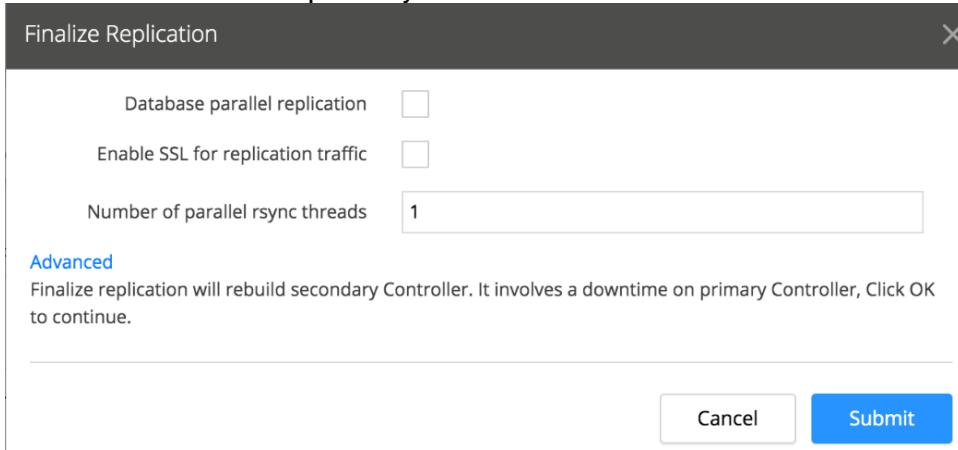 Finalize Replication
Database parallel replication
Enable SSL for replication traffic
Number of parallel rsync threads 1
Advanced
Finalize replication will rebuild secondary Controller. It involves a downtime on primary Controller, Click OK
to continue.
Cancel Submit